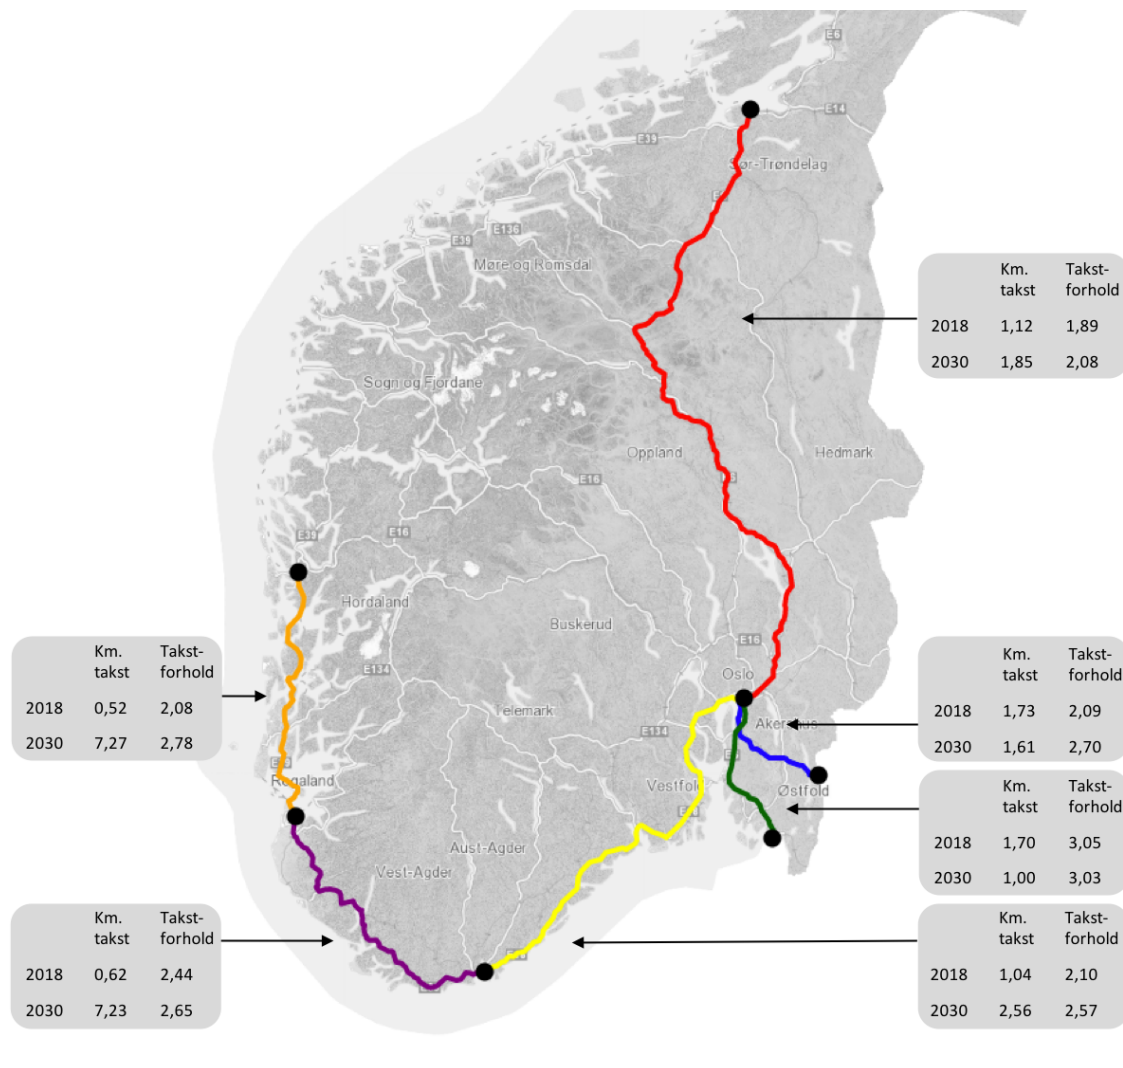 E6
E14
E39
Sør-Trøndelag
E136
E39
Møre og Romsdal
Km. Takst-
takst forhold
2018 1,12 1,89
2030 1,85 2,08
Sogn og Fjordane
Oppland
Hedmark
E16
E39
E16
Hordaland
Buskerud
E16
E134
Oslo
Km. Takst-
takst forhold
2018 0,52 2,08
2030 7,27 2,78
Km. Takst-
takst forhold
2018 1,73 2,09
2030 1,61 2,70
Telemark
Akershus
E134
Rogaland
Vestfold
Østfold
Km. Takst-
takst forhold
2018 1,70 3,05
2030 1,00 3,03
Aust-Agder
Vest-Agder
Km. Takst-
takst forhold
2018 0,62 2,44
2030 7,23 2,65
Km. Takst-
takst forhold
2018 1,04 2,10
2030 2,56 2,57